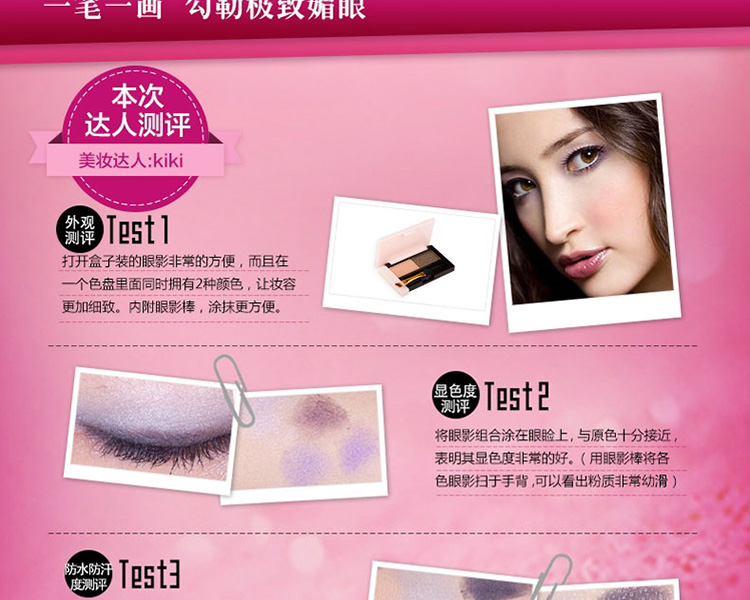 一笔一画 勾勒极致媚眼
本次
达人测评
美妆达人:kiki
外观
测评
Test1
打开盒子装的眼影非常的方便，而且在
一个色盘里面同时拥有2种颜色，让妆容
更加细致。内附眼影棒，涂抹更方便。
显色度
测评
Test2
将眼影组合涂在眼睑上，与原色十分接近，
表明其显色度非常的好。（用眼影棒将各
色眼影扫于手背，可以看出粉质非常幼滑）
防水防汗
度测评
Test3